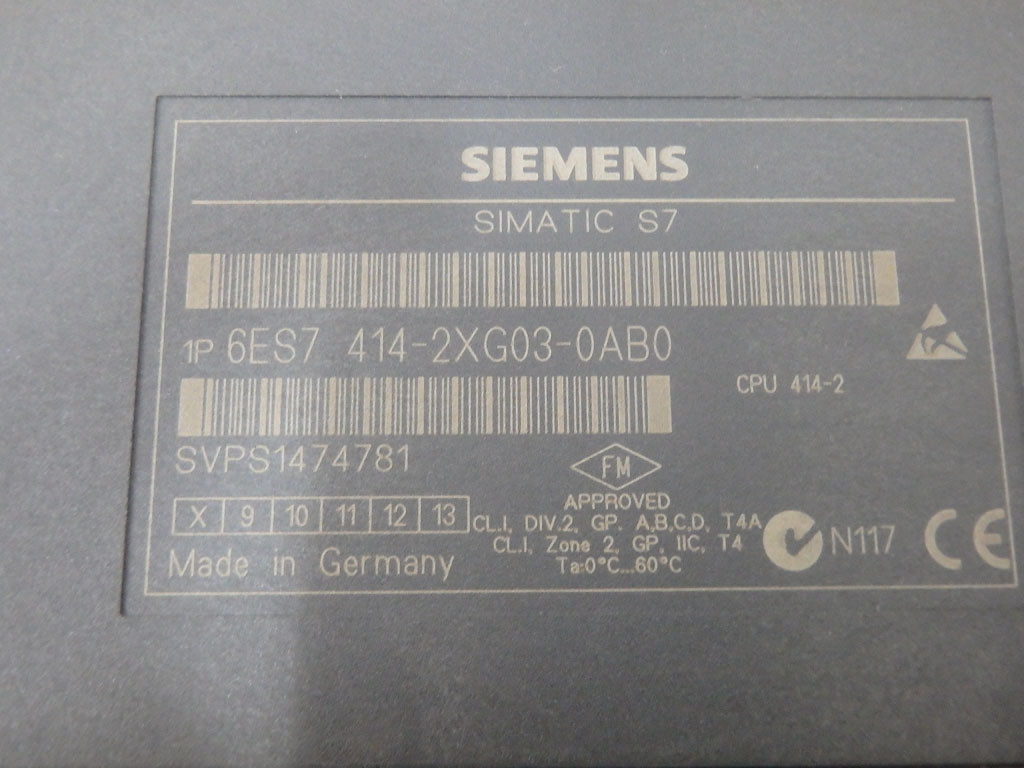 SIEMENS
SIMATIC S7
1P 6ES7 414-2XG03-0AB0
CPU 414-2
SVPS1474781
FM
APPROVED
X 9 10 11 12 13
CL.I, DIV.2, GP. A,B,C,D, T4A
CL.I, Zone 2, GP, IIC, T4
Ta:0°C...60°C
N117
CE
Made in Germany